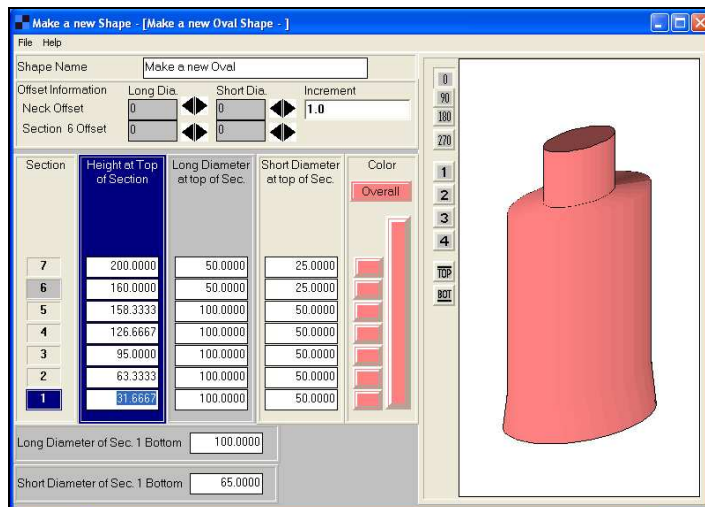 Make a new Shape - [Make a new Oval Shape - ]
File Help
Shape Name Make a new Oval
Offset Information Long Dia. Short Dia. Increment
Neck Offset 0 0 1.0
Section 6 Offset 0 0
Section Height at Top of Section Long Diameter at top of Sec. Short Diameter at top of Sec. Color
Overall
7 200.0000 50.0000 25.0000
6 160.0000 50.0000 25.0000
5 158.3333 100.0000 50.0000
4 126.6667 100.0000 50.0000
3 95.0000 100.0000 50.0000
2 63.3333 100.0000 50.0000
1 31.6667 100.0000 50.0000
Long Diameter of Sec. 1 Bottom 100.0000
Short Diameter of Sec. 1 Bottom 65.0000
0
90
180
270
1
2
3
4
TOP
BOT